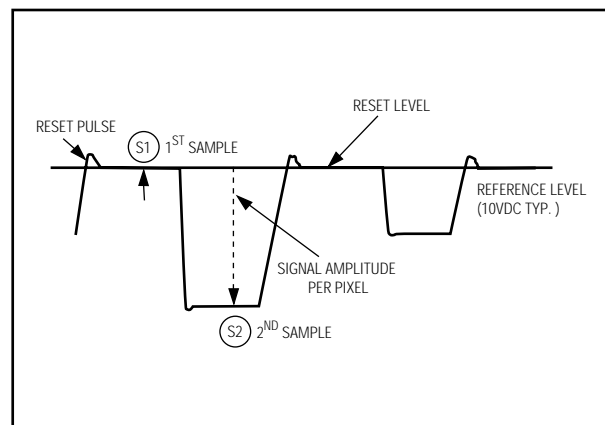 RESET LEVEL
RESET PULSE
S1 1ST SAMPLE
REFERENCE LEVEL
(10VDC TYP. )
SIGNAL AMPLITUDE
PER PIXEL
S2 2ND SAMPLE